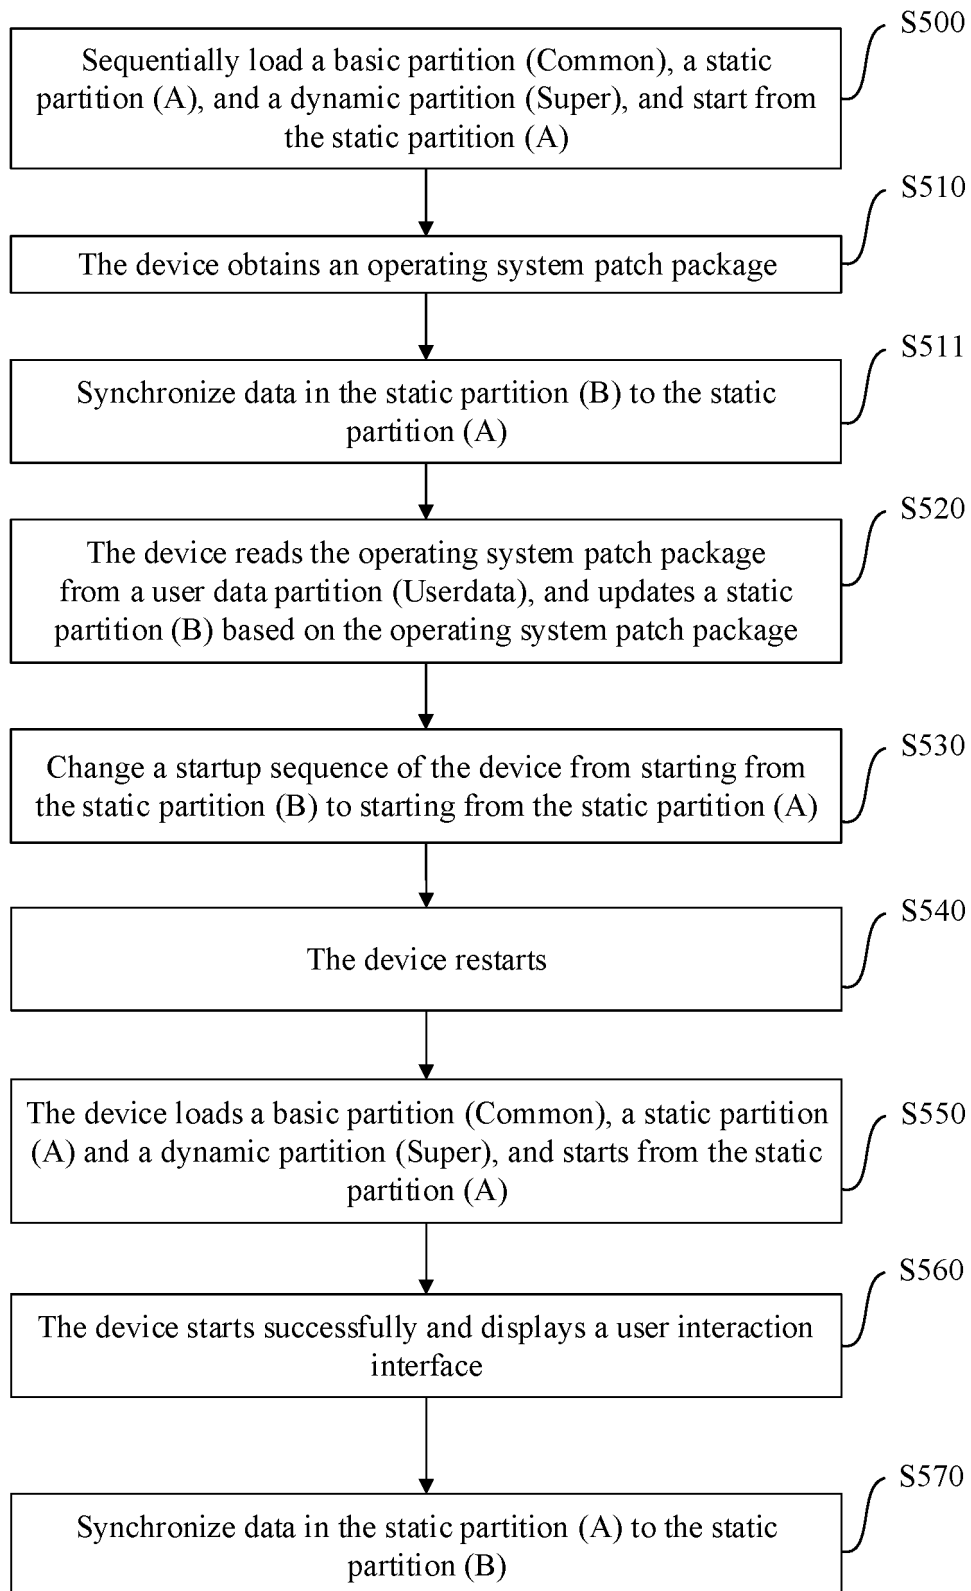 S500
Sequentially load a basic partition (Common), a static
partition (A), and a dynamic partition (Super), and start from
the static partition (A)
S510
The device obtains an operating system patch package
S511
Synchronize data in the static partition (B) to the static
partition (A)
S520
The device reads the operating system patch package
from a user data partition (Userdata), and updates a static
partition (B) based on the operating system patch package
S530
Change a startup sequence of the device from starting from
the static partition (B) to starting from the static partition (A)
S540
The device restarts
S550
The device loads a basic partition (Common), a static partition
(A) and a dynamic partition (Super), and starts from the static
partition (A)
S560
The device starts successfully and displays a user interaction
interface
S570
Synchronize data in the static partition (A) to the static
partition (B)